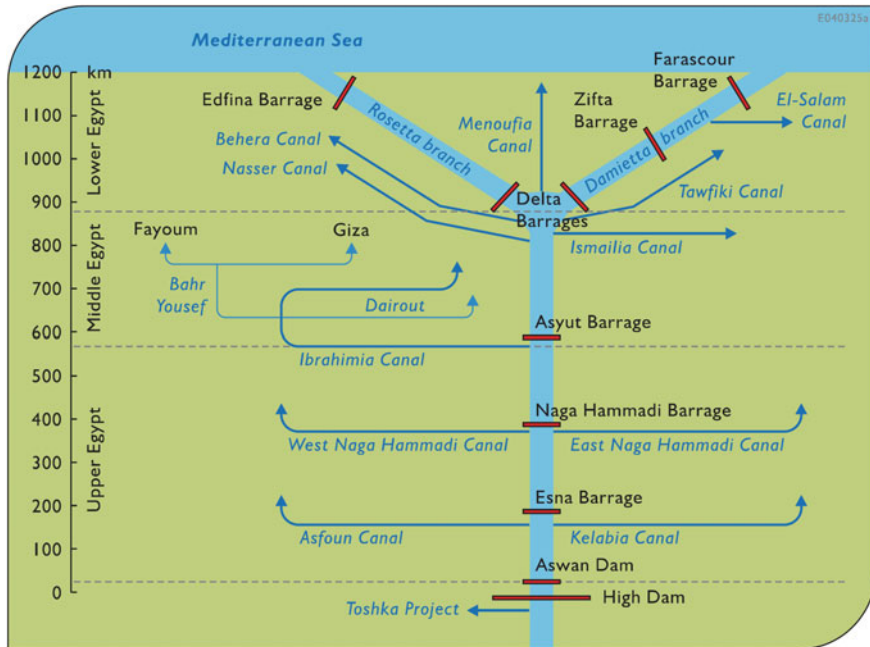 E040325a
Mediterranean Sea
1200 km
1100
1000
900
800
700
600
500
400
300
200
100
0
Lower Egypt
Middle Egypt
Upper Egypt
Farascour
Barrage
Edfina Barrage
Zifta
Barrage
El-Salam
Canal
Rosetta branch
Menoufia
Canal
Damietta branch
Behera Canal
Nasser Canal
Tawfiki Canal
Delta
Barrages
Fayoum
Giza
Ismailia Canal
Bahr
Yousef
Dairout
Asyut Barrage
Ibrahimia Canal
Naga Hammadi Barrage
West Naga Hammadi Canal
East Naga Hammadi Canal
Esna Barrage
Asfoun Canal
Kelabia Canal
Aswan Dam
High Dam
Toshka Project